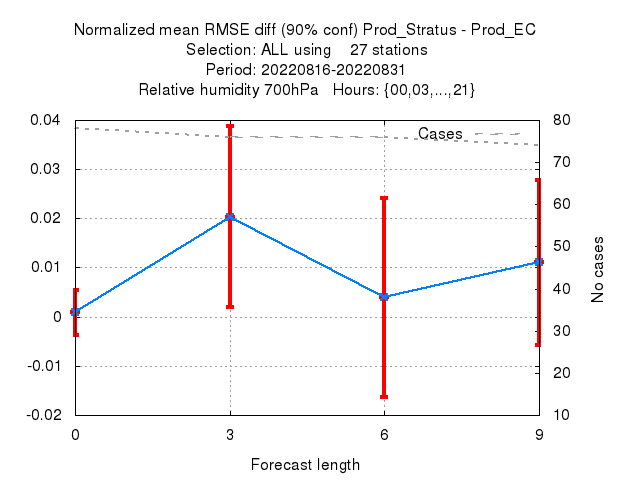 Normalized mean RMSE diff (90% conf) Prod_Stratus - Prod_EC
Selection: ALL using 27 stations
Period: 20220816-20220831
Relative humidity 700hPa Hours: {00,03,...,21}
Cases
0.04
0.03
0.02
0.01
0
-0.01
-0.02
80
70
60
50
40
30
20
10
No cases
0
3
6
9
Forecast length